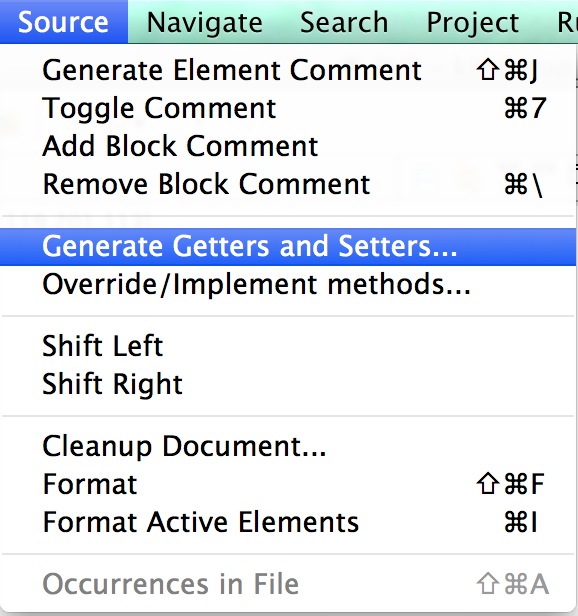 Source Navigate Search Project
Generate Element Comment ⇧⌘J
Toggle Comment ⌘7
Add Block Comment
Remove Block Comment ⌘\
Generate Getters and Setters...
Override/Implement methods...
Shift Left
Shift Right
Cleanup Document...
Format ⇧⌘F
Format Active Elements ⌘I
Occurrences in File ⇧⌘A